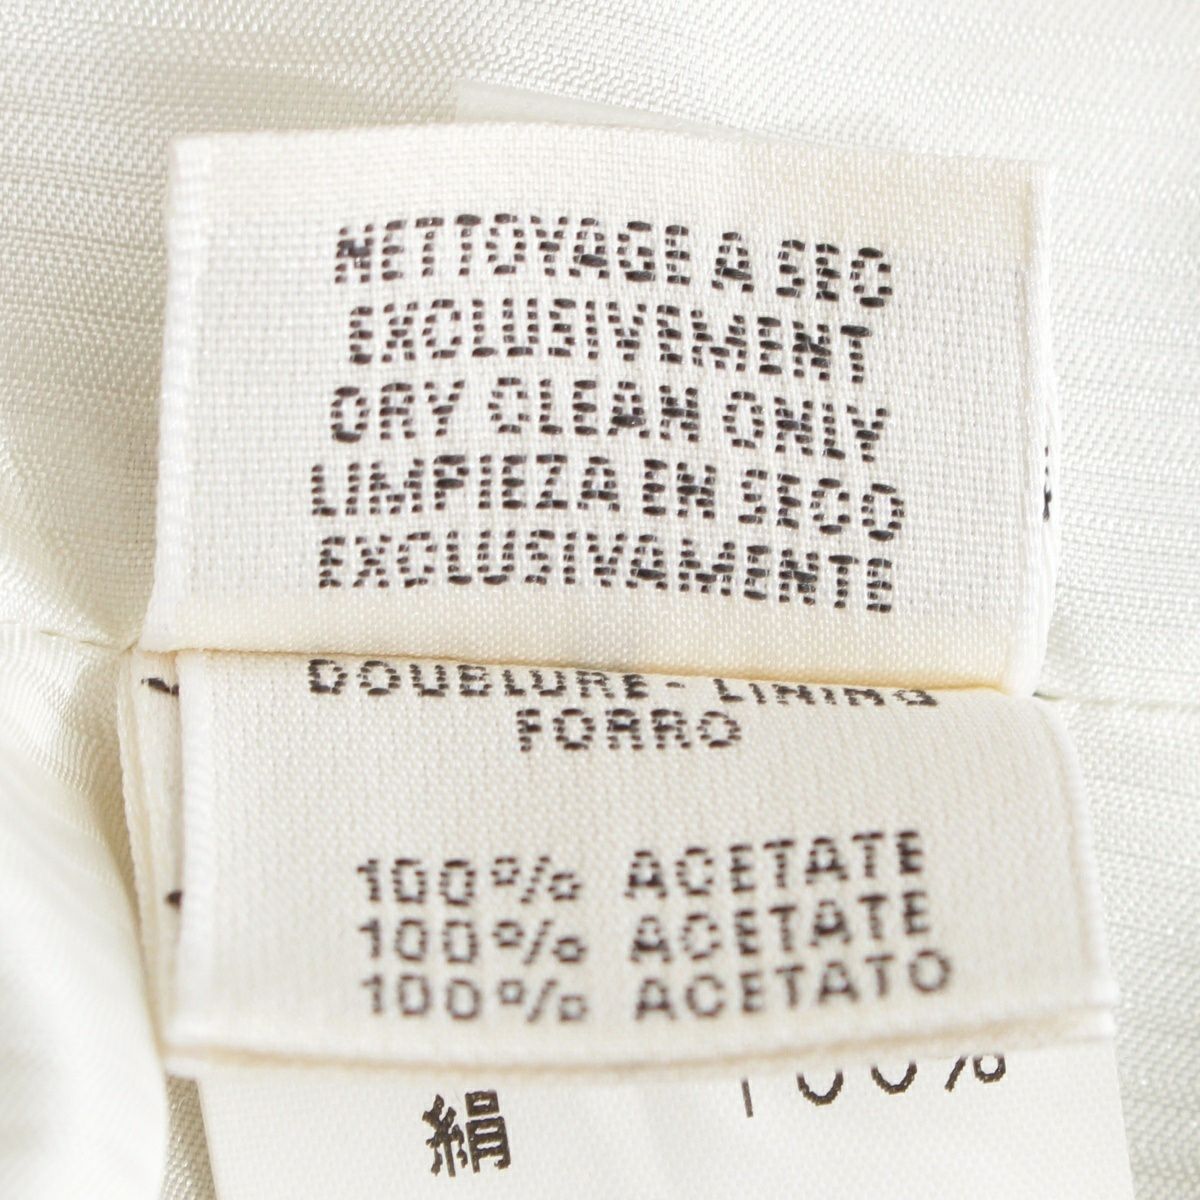 NETTOYAGE A SEC
EXCLUSIVEMENT
DRY CLEAN ONLY
LIMPIEZA EN SECO
EXCLUSIVAMENTE
DOUBLURE - LINING
FORRO
100% ACETATE
100% ACETATE
100% ACETATO
100%
絹